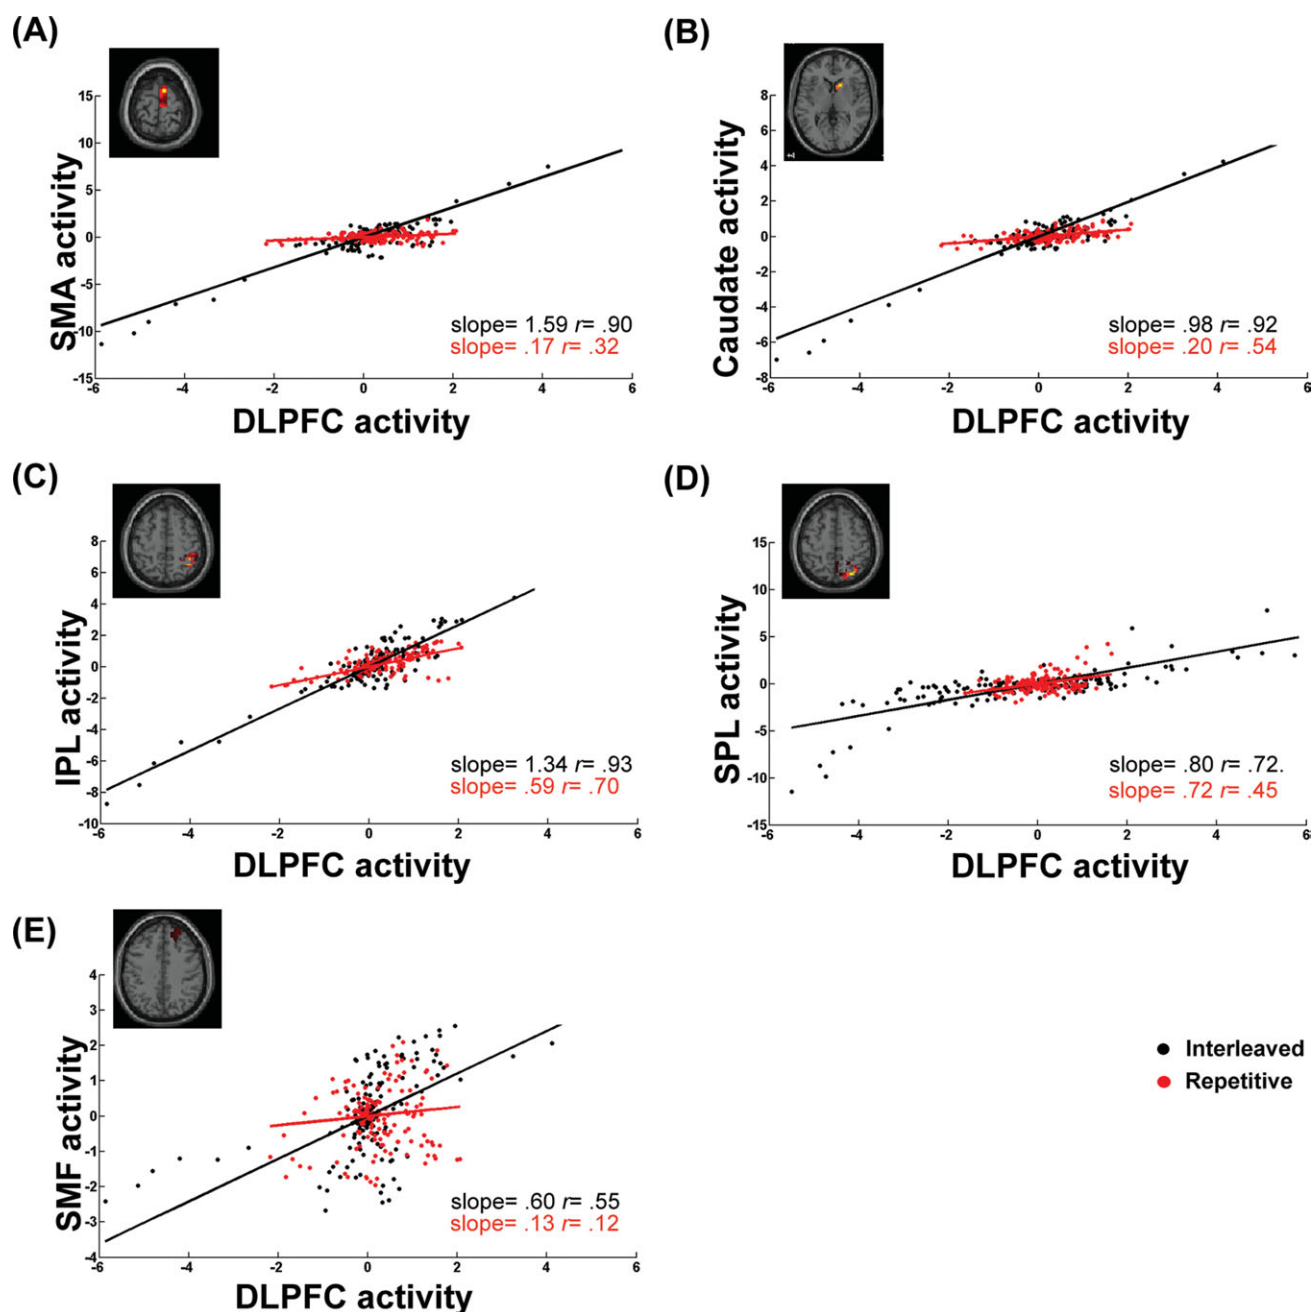 (A)
15
10
5
0
-5
-10
-15
SMA activity
slope= 1.59 r= .90
slope= .17 r= .32
-6 -4 -2 0 2 4 6
DLPFC activity
(B)
8
6
4
2
0
-2
-4
-6
-8
Caudate activity
slope= .98 r= .92
slope= .20 r= .54
-6 -4 -2 0 2 4 6
DLPFC activity
(C)
8
6
4
2
0
-2
-4
-6
-8
-10
IPL activity
slope= 1.34 r= .93
slope= .59 r= .70
-6 -4 -2 0 2 4 6
DLPFC activity
(D)
15
10
5
0
-5
-10
-15
SPL activity
slope= .80 r= .72.
slope= .72 r= .45
-6 -4 -2 0 2 4 6
DLPFC activity
(E)
4
3
2
1
0
-1
-2
-3
-4
SMF activity
slope= .60 r= .55
slope= .13 r= .12
-6 -4 -2 0 2 4 6
DLPFC activity
Interleaved
Repetitive